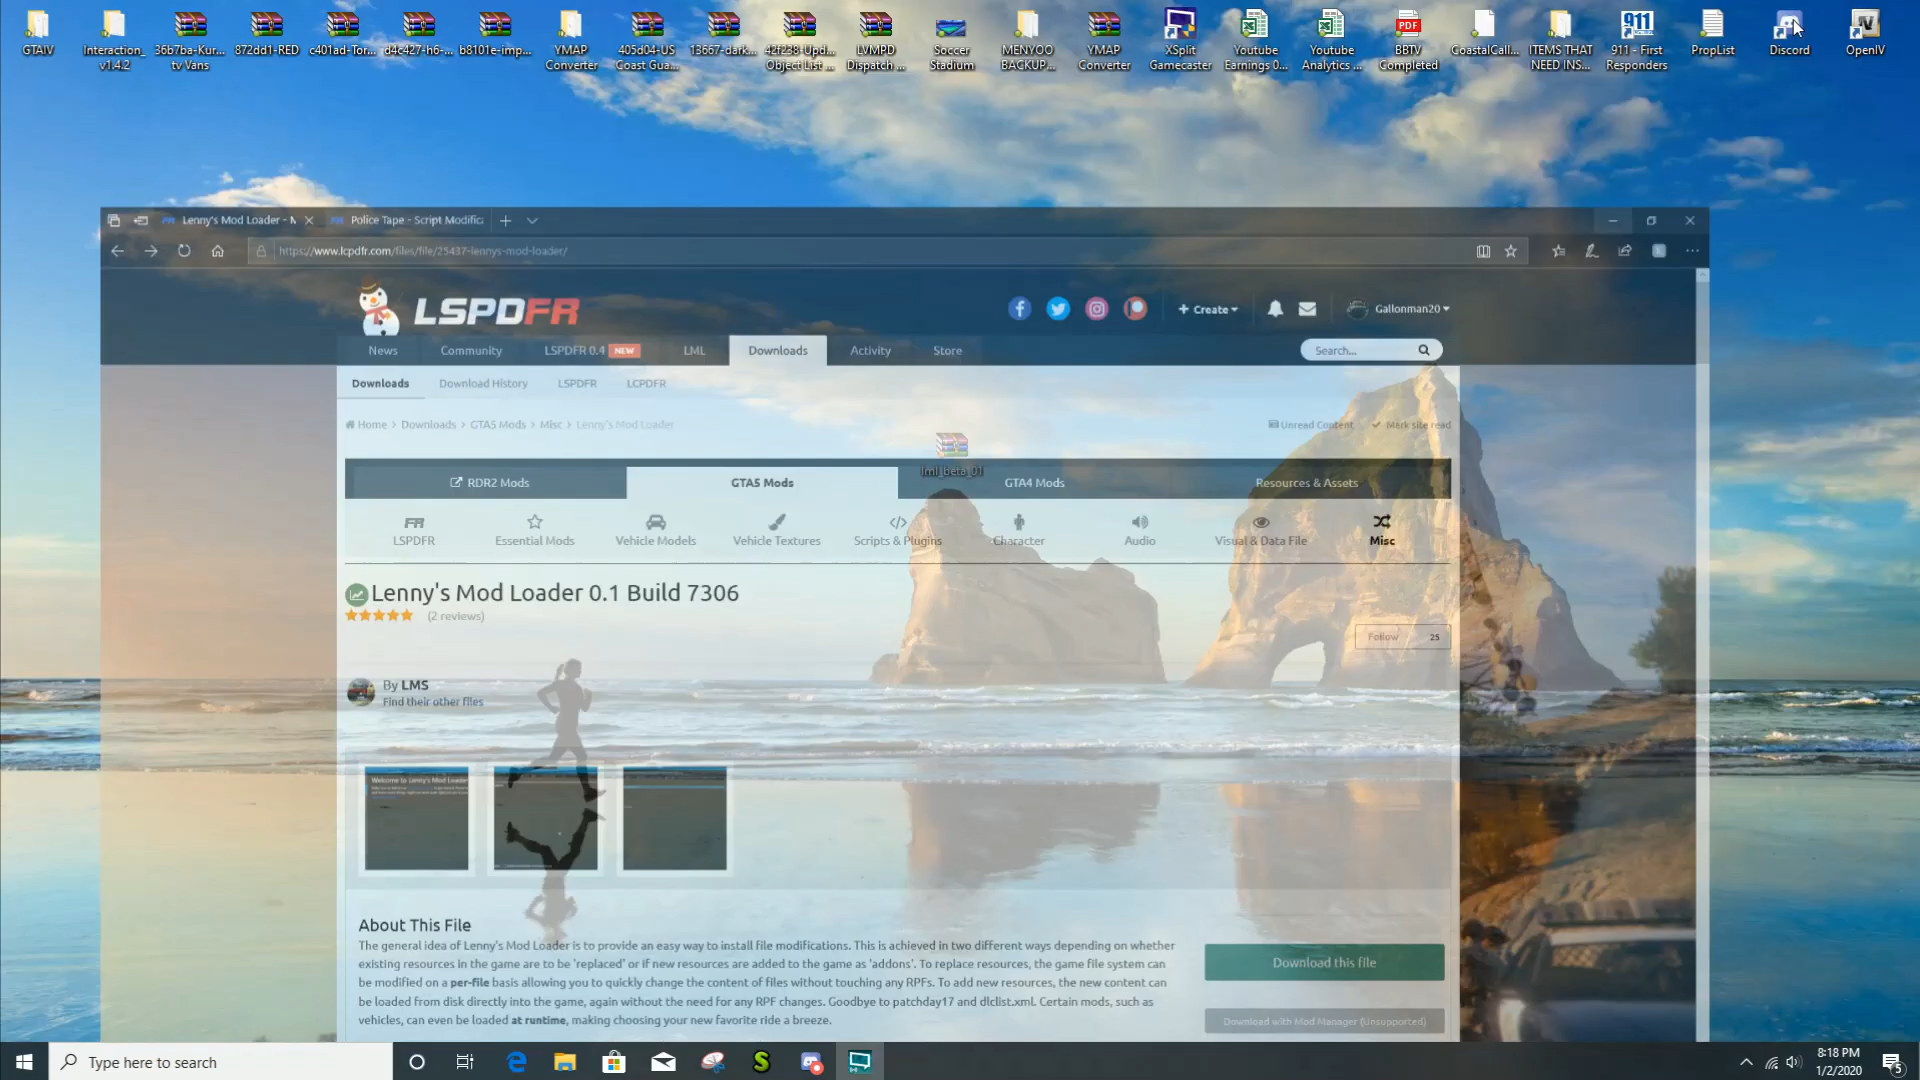 GTAIV
Interaction_
v1.4.2
36b7ba-Kur...
tv Vans
872dd1-RED
c401ad-Tor...
d4c427-h6-...
b8101e-imp...
YMAP
Converter
405d04-US
Coast Gua...
13667-dark...
42f238-Upd...
Object List ...
LVMPD
Dispatch ...
Soccer
Stadium
MENYOO
BACKUP...
YMAP
Converter
XSplit
Gamecaster
Youtube
Earnings 0...
Youtube
Analytics ...
BBTV
Completed
CoastalCall...
ITEMS THAT
NEED INS...
911 - First
Responders
PropList
Discord
OpenIV
Lenny's Mod Loader - M
Police Tape - Script Modifica
https://www.lcpdfr.com/files/file/25437-lennys-mod-loader/
LSPDFR
+ Create
Gallonman20
News
Community
LSPDFR 0.4 NEW
LML
Downloads
Activity
Store
Search...
Downloads
Download History
LSPDFR
LCPDFR
Home > Downloads > GTA5 Mods > Misc > Lenny's Mod Loader
Unread Content
Mark site read
lml_beta_01
RDR2 Mods
GTA5 Mods
GTA4 Mods
Resources & Assets
LSPDFR
Essential Mods
Vehicle Models
Vehicle Textures
Scripts & Plugins
Character
Audio
Visual & Data File
Misc
Lenny's Mod Loader 0.1 Build 7306
(2 reviews)
Follow 25
By LMS
Find their other files
Welcome to Lenny's Mod Loader
About This File
The general idea of Lenny's Mod Loader is to provide an easy way to install file modifications. This is achieved in two different ways depending on whether
existing resources in the game are to be 'replaced' or if new resources are added to the game as 'addons'. To replace resources, the game file system can
be modified on a per-file basis allowing you to quickly change the content of files without touching any RPFs. To add new resources, the new content can
be loaded from disk directly into the game, again without the need for any RPF changes. Goodbye to patchday17 and dlclist.xml. Certain mods, such as
vehicles, can even be loaded at runtime, making choosing your new favorite ride a breeze.
Download this file
Download with Mod Manager (Unsupported)
Type here to search
8:18 PM
1/2/2020
5